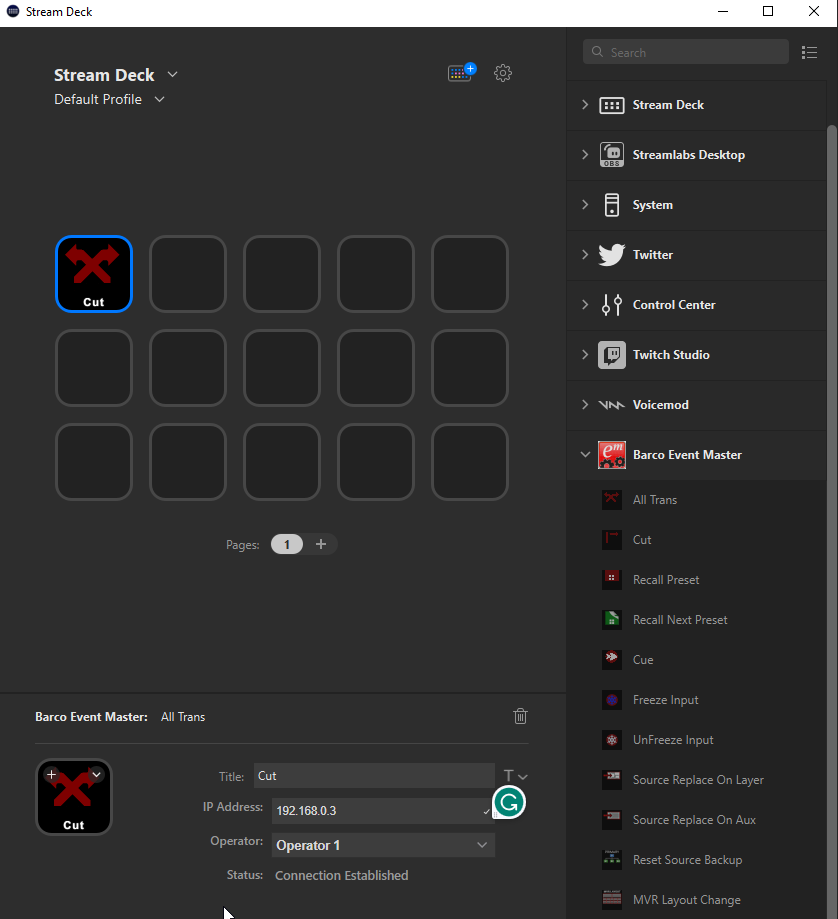 Stream Deck
Search
Stream Deck
Default Profile
Stream Deck
OBS
Streamlabs Desktop
System
Twitter
Control Center
Twitch Studio
Voicemod
em
Barco Event Master
All Trans
Cut
Recall Preset
Recall Next Preset
Cue
Freeze Input
UnFreeze Input
Source Replace On Layer
Source Replace On Aux
Reset Source Backup
MVR Layout Change
Cut
Pages: 1 +
Barco Event Master: All Trans
Cut
Title: Cut T
IP Address: 192.168.0.3
Operator: Operator 1
Status: Connection Established